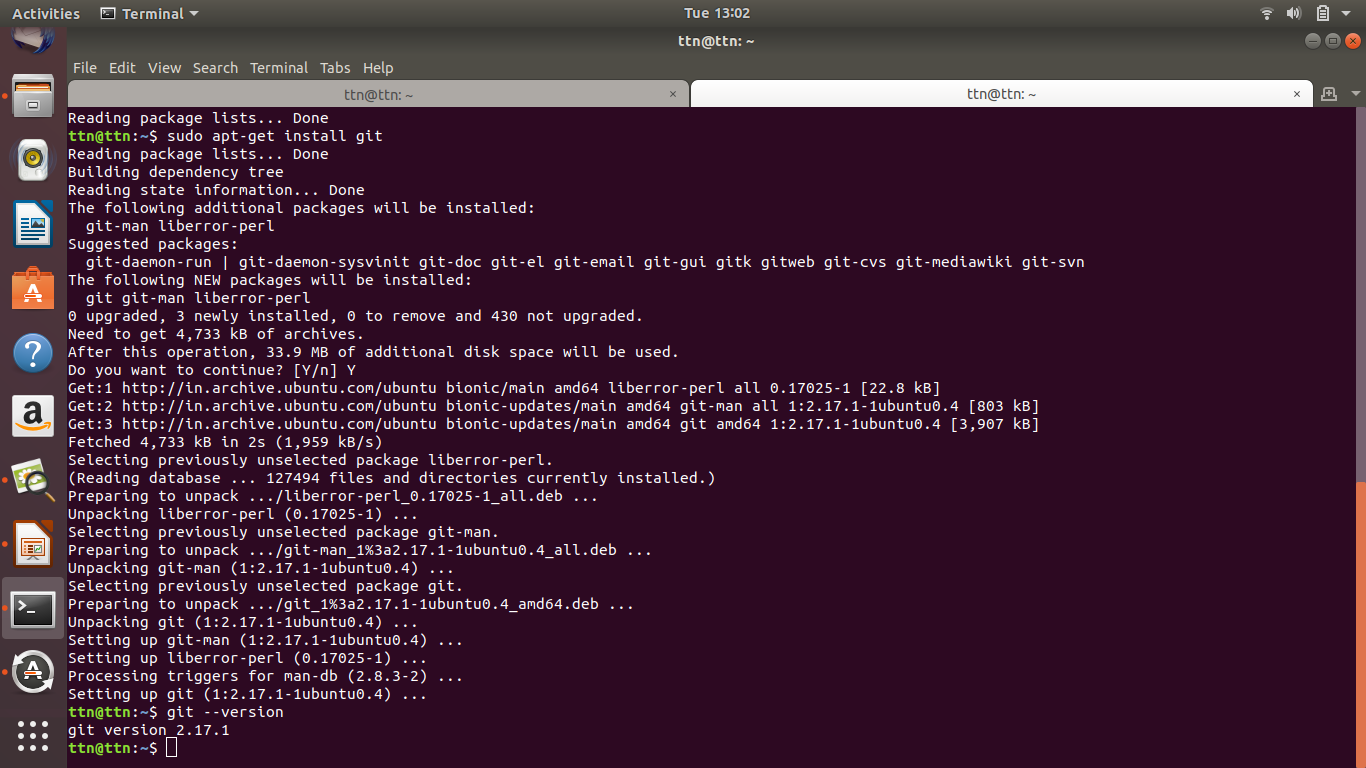 Activities Terminal Tue 13:02
ttn@ttn: ~
File Edit View Search Terminal Tabs Help
ttn@ttn: ~ × ttn@ttn: ~ ×
Reading package lists... Done
ttn@ttn:~$ sudo apt-get install git
Reading package lists... Done
Building dependency tree
Reading state information... Done
The following additional packages will be installed:
  git-man liberror-perl
Suggested packages:
  git-daemon-run | git-daemon-sysvinit git-doc git-el git-email git-gui gitk gitweb git-cvs git-mediawiki git-svn
The following NEW packages will be installed:
  git git-man liberror-perl
0 upgraded, 3 newly installed, 0 to remove and 430 not upgraded.
Need to get 4,733 kB of archives.
After this operation, 33.9 MB of additional disk space will be used.
Do you want to continue? [Y/n] Y
Get:1 http://in.archive.ubuntu.com/ubuntu bionic/main amd64 liberror-perl all 0.17025-1 [22.8 kB]
Get:2 http://in.archive.ubuntu.com/ubuntu bionic-updates/main amd64 git-man all 1:2.17.1-1ubuntu0.4 [803 kB]
Get:3 http://in.archive.ubuntu.com/ubuntu bionic-updates/main amd64 git amd64 1:2.17.1-1ubuntu0.4 [3,907 kB]
Fetched 4,733 kB in 2s (1,959 kB/s)
Selecting previously unselected package liberror-perl.
(Reading database ... 127494 files and directories currently installed.)
Preparing to unpack .../liberror-perl_0.17025-1_all.deb ...
Unpacking liberror-perl (0.17025-1) ...
Selecting previously unselected package git-man.
Preparing to unpack .../git-man_1%3a2.17.1-1ubuntu0.4_all.deb ...
Unpacking git-man (1:2.17.1-1ubuntu0.4) ...
Selecting previously unselected package git.
Preparing to unpack .../git_1%3a2.17.1-1ubuntu0.4_amd64.deb ...
Unpacking git (1:2.17.1-1ubuntu0.4) ...
Setting up git-man (1:2.17.1-1ubuntu0.4) ...
Setting up liberror-perl (0.17025-1) ...
Processing triggers for man-db (2.8.3-2) ...
Setting up git (1:2.17.1-1ubuntu0.4) ...
ttn@ttn:~$ git --version
git version 2.17.1
ttn@ttn:~$